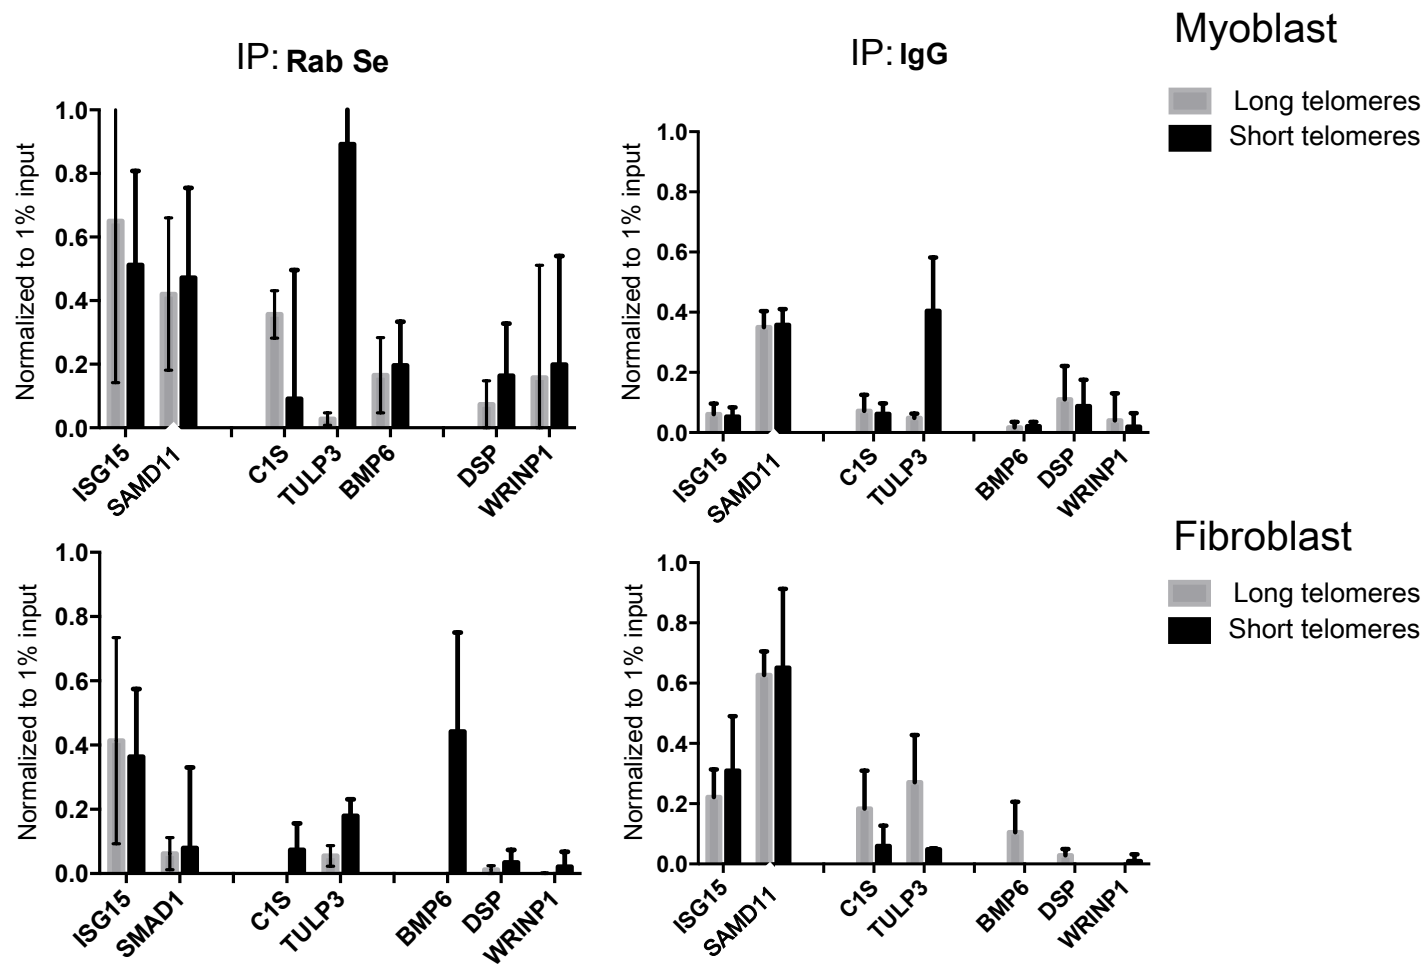 Myoblast
Long telomeres
Short telomeres
IP: Rab Se
Normalized to 1% input
1.0
0.8
0.6
0.4
0.2
0.0
ISG15
SAMD11
C1S
TULP3
BMP6
DSP
WRINP1
IP: IgG
Normalized to 1% input
1.0
0.8
0.6
0.4
0.2
0.0
ISG15
SAMD11
C1S
TULP3
BMP6
DSP
WRINP1
Fibroblast
Long telomeres
Short telomeres
Normalized to 1% input
1.0
0.8
0.6
0.4
0.2
0.0
ISG15
SMAD1
C1S
TULP3
BMP6
DSP
WRINP1
Normalized to 1% input
1.0
0.8
0.6
0.4
0.2
0.0
ISG15
SAMD11
C1S
TULP3
BMP6
DSP
WRINP1